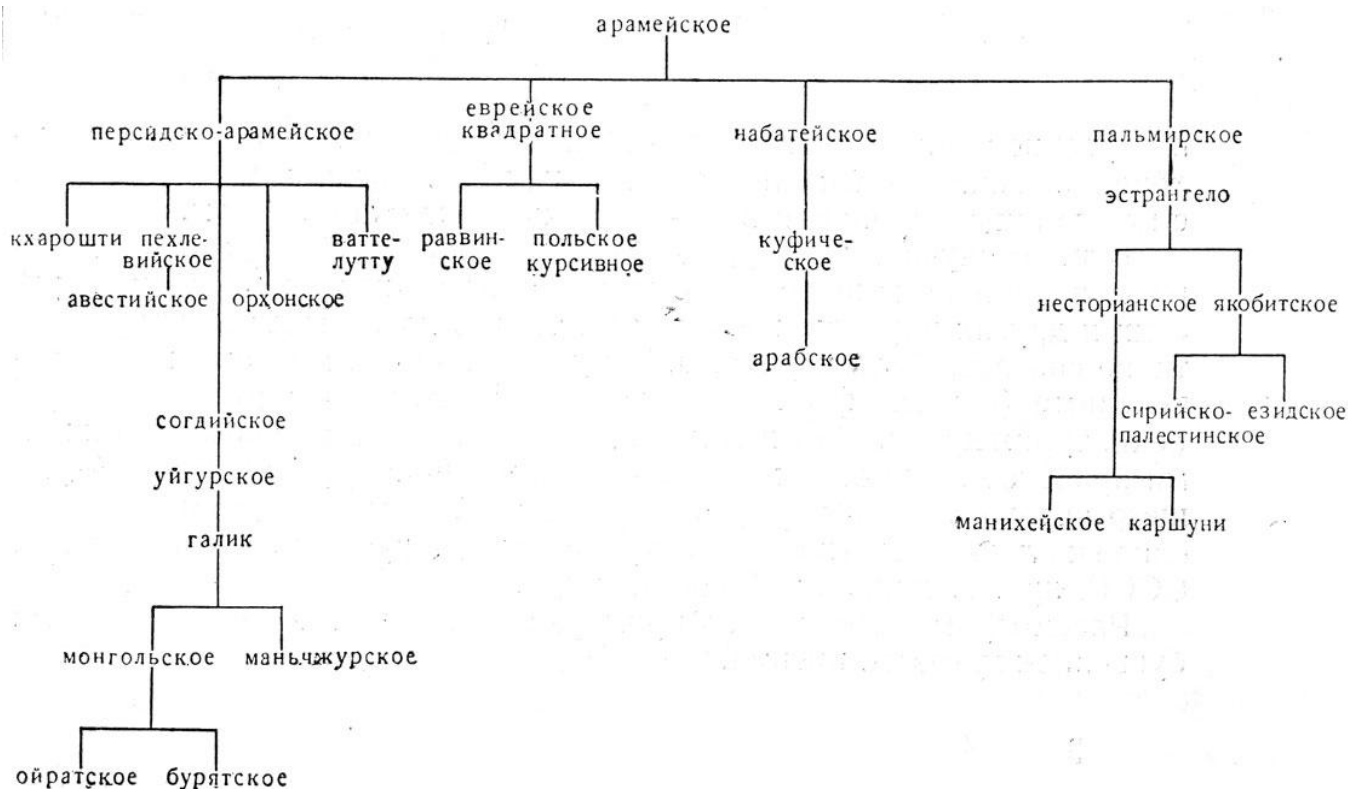 арамейское
персидско-арамейское
еврейское
квадратное
набатейское
пальмирское
эстрангело
кхарошти
пехле-
вийское
авестийское
орхонское
ватте-
лутту
раввин-
ское
польское
курсивное
куфиче-
ское
арабское
несторианское
якобитское
сирийско-
палестинское
езидское
манихейское
каршуни
согдийское
уйгурское
галик
монгольское
маньчжурское
ойратское
бурятское